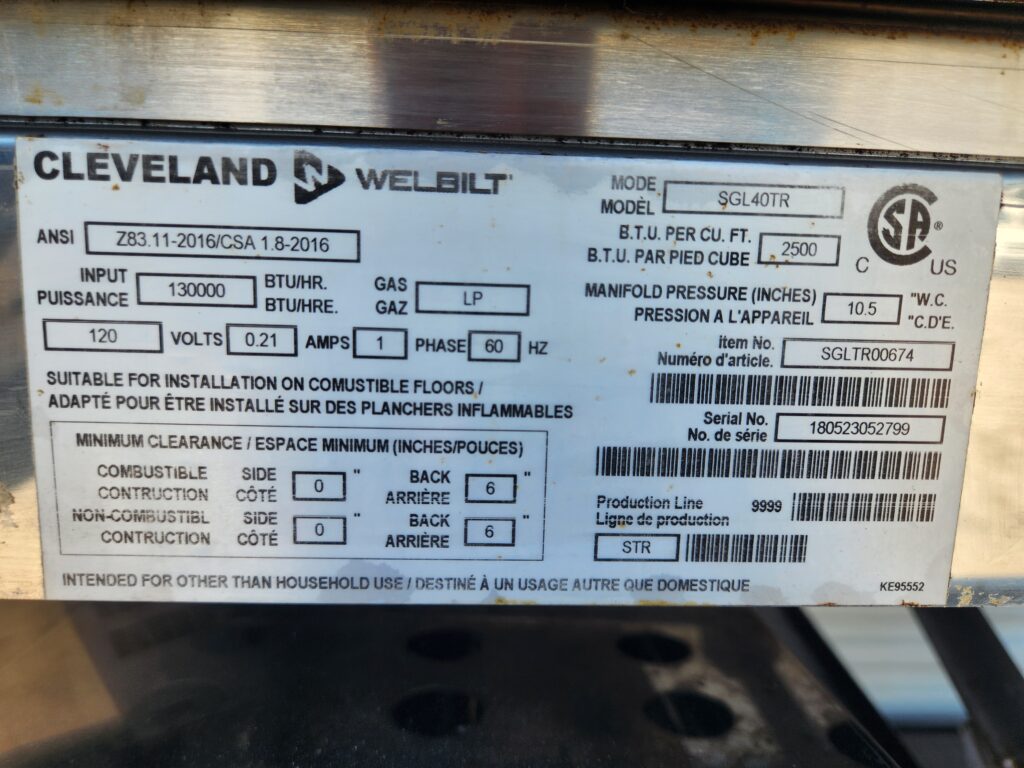 CLEVELAND WELBILT
ANSI Z83.11-2016/CSA 1.8-2016
INPUT
PUISSANCE 130000 BTU/HR.
BTU/HRE.
GAS
GAZ LP
120 VOLTS 0.21 AMPS 1 PHASE 60 HZ
SUITABLE FOR INSTALLATION ON COMUSTIBLE FLOORS /
ADAPTÉ POUR ÊTRE INSTALLÉ SUR DES PLANCHERS INFLAMMABLES
MINIMUM CLEARANCE / ESPACE MINIMUM (INCHES/POUCES)
COMBUSTIBLE SIDE BACK
CONTRUCTION CÔTÉ 0 " ARRIÈRE 6 "
NON-COMBUSTIBL SIDE BACK
CONTRUCTION CÔTÉ 0 " ARRIÈRE 6 "
MODE
MODÈL SGL40TR
B.T.U. PER CU. FT.
B.T.U. PAR PIED CUBE 2500
CSA®
C US
MANIFOLD PRESSURE (INCHES)
PRESSION A L'APPAREIL 10.5 "W.C.
"C.D'E.
Item No.
Numéro d'article. SGLTR00674
Serial No.
No. de série 180523052799
Production Line
Ligne de production 9999
STR
INTENDED FOR OTHER THAN HOUSEHOLD USE / DESTINÉ À UN USAGE AUTRE QUE DOMESTIQUE
KE95552